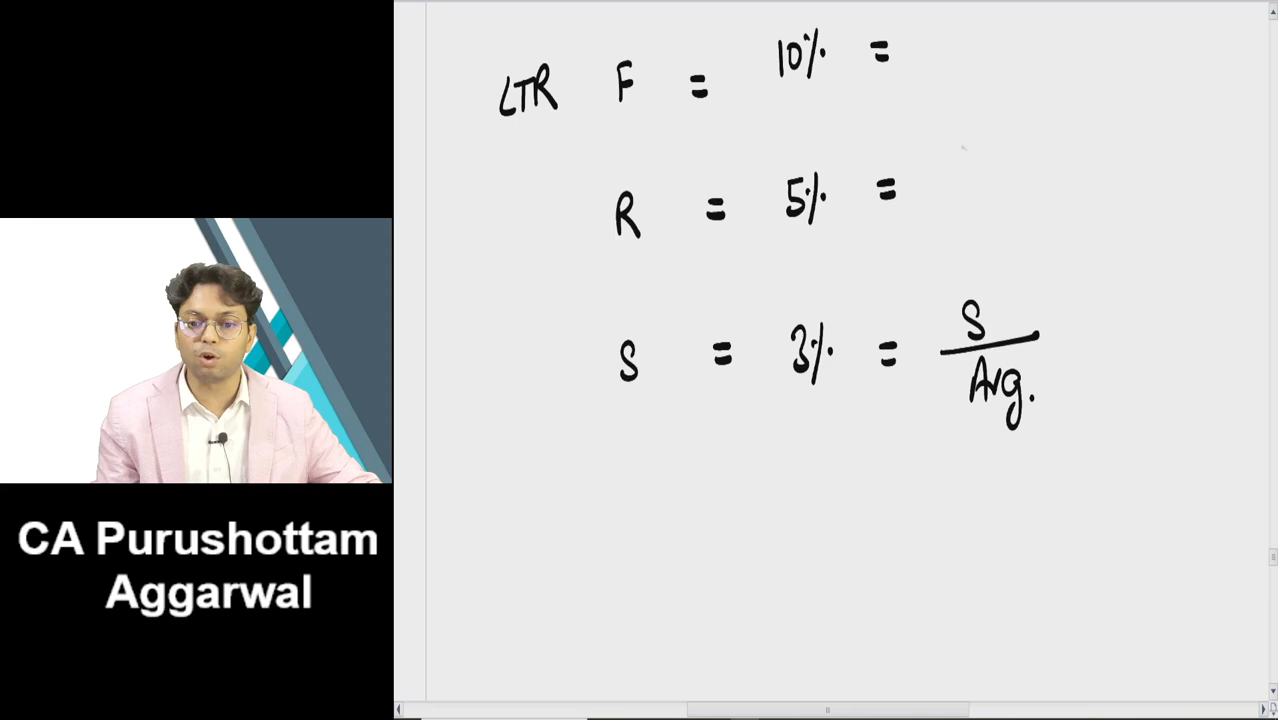 LTR F = 10% =
R = 5% =
S = 3% = S
Avg.
CA Purushottam
Aggarwal